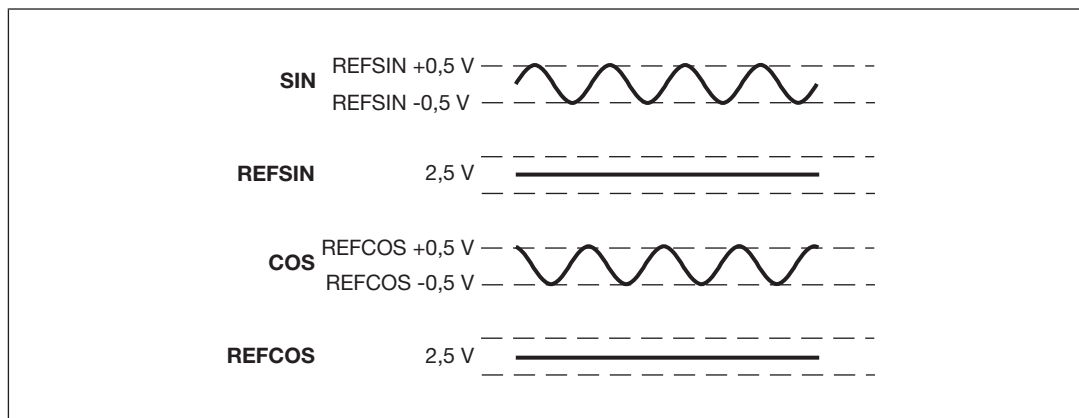 SIN
REFSIN +0,5 V
REFSIN -0,5 V
REFSIN 2,5 V
COS
REFCOS +0,5 V
REFCOS -0,5 V
REFCOS 2,5 V